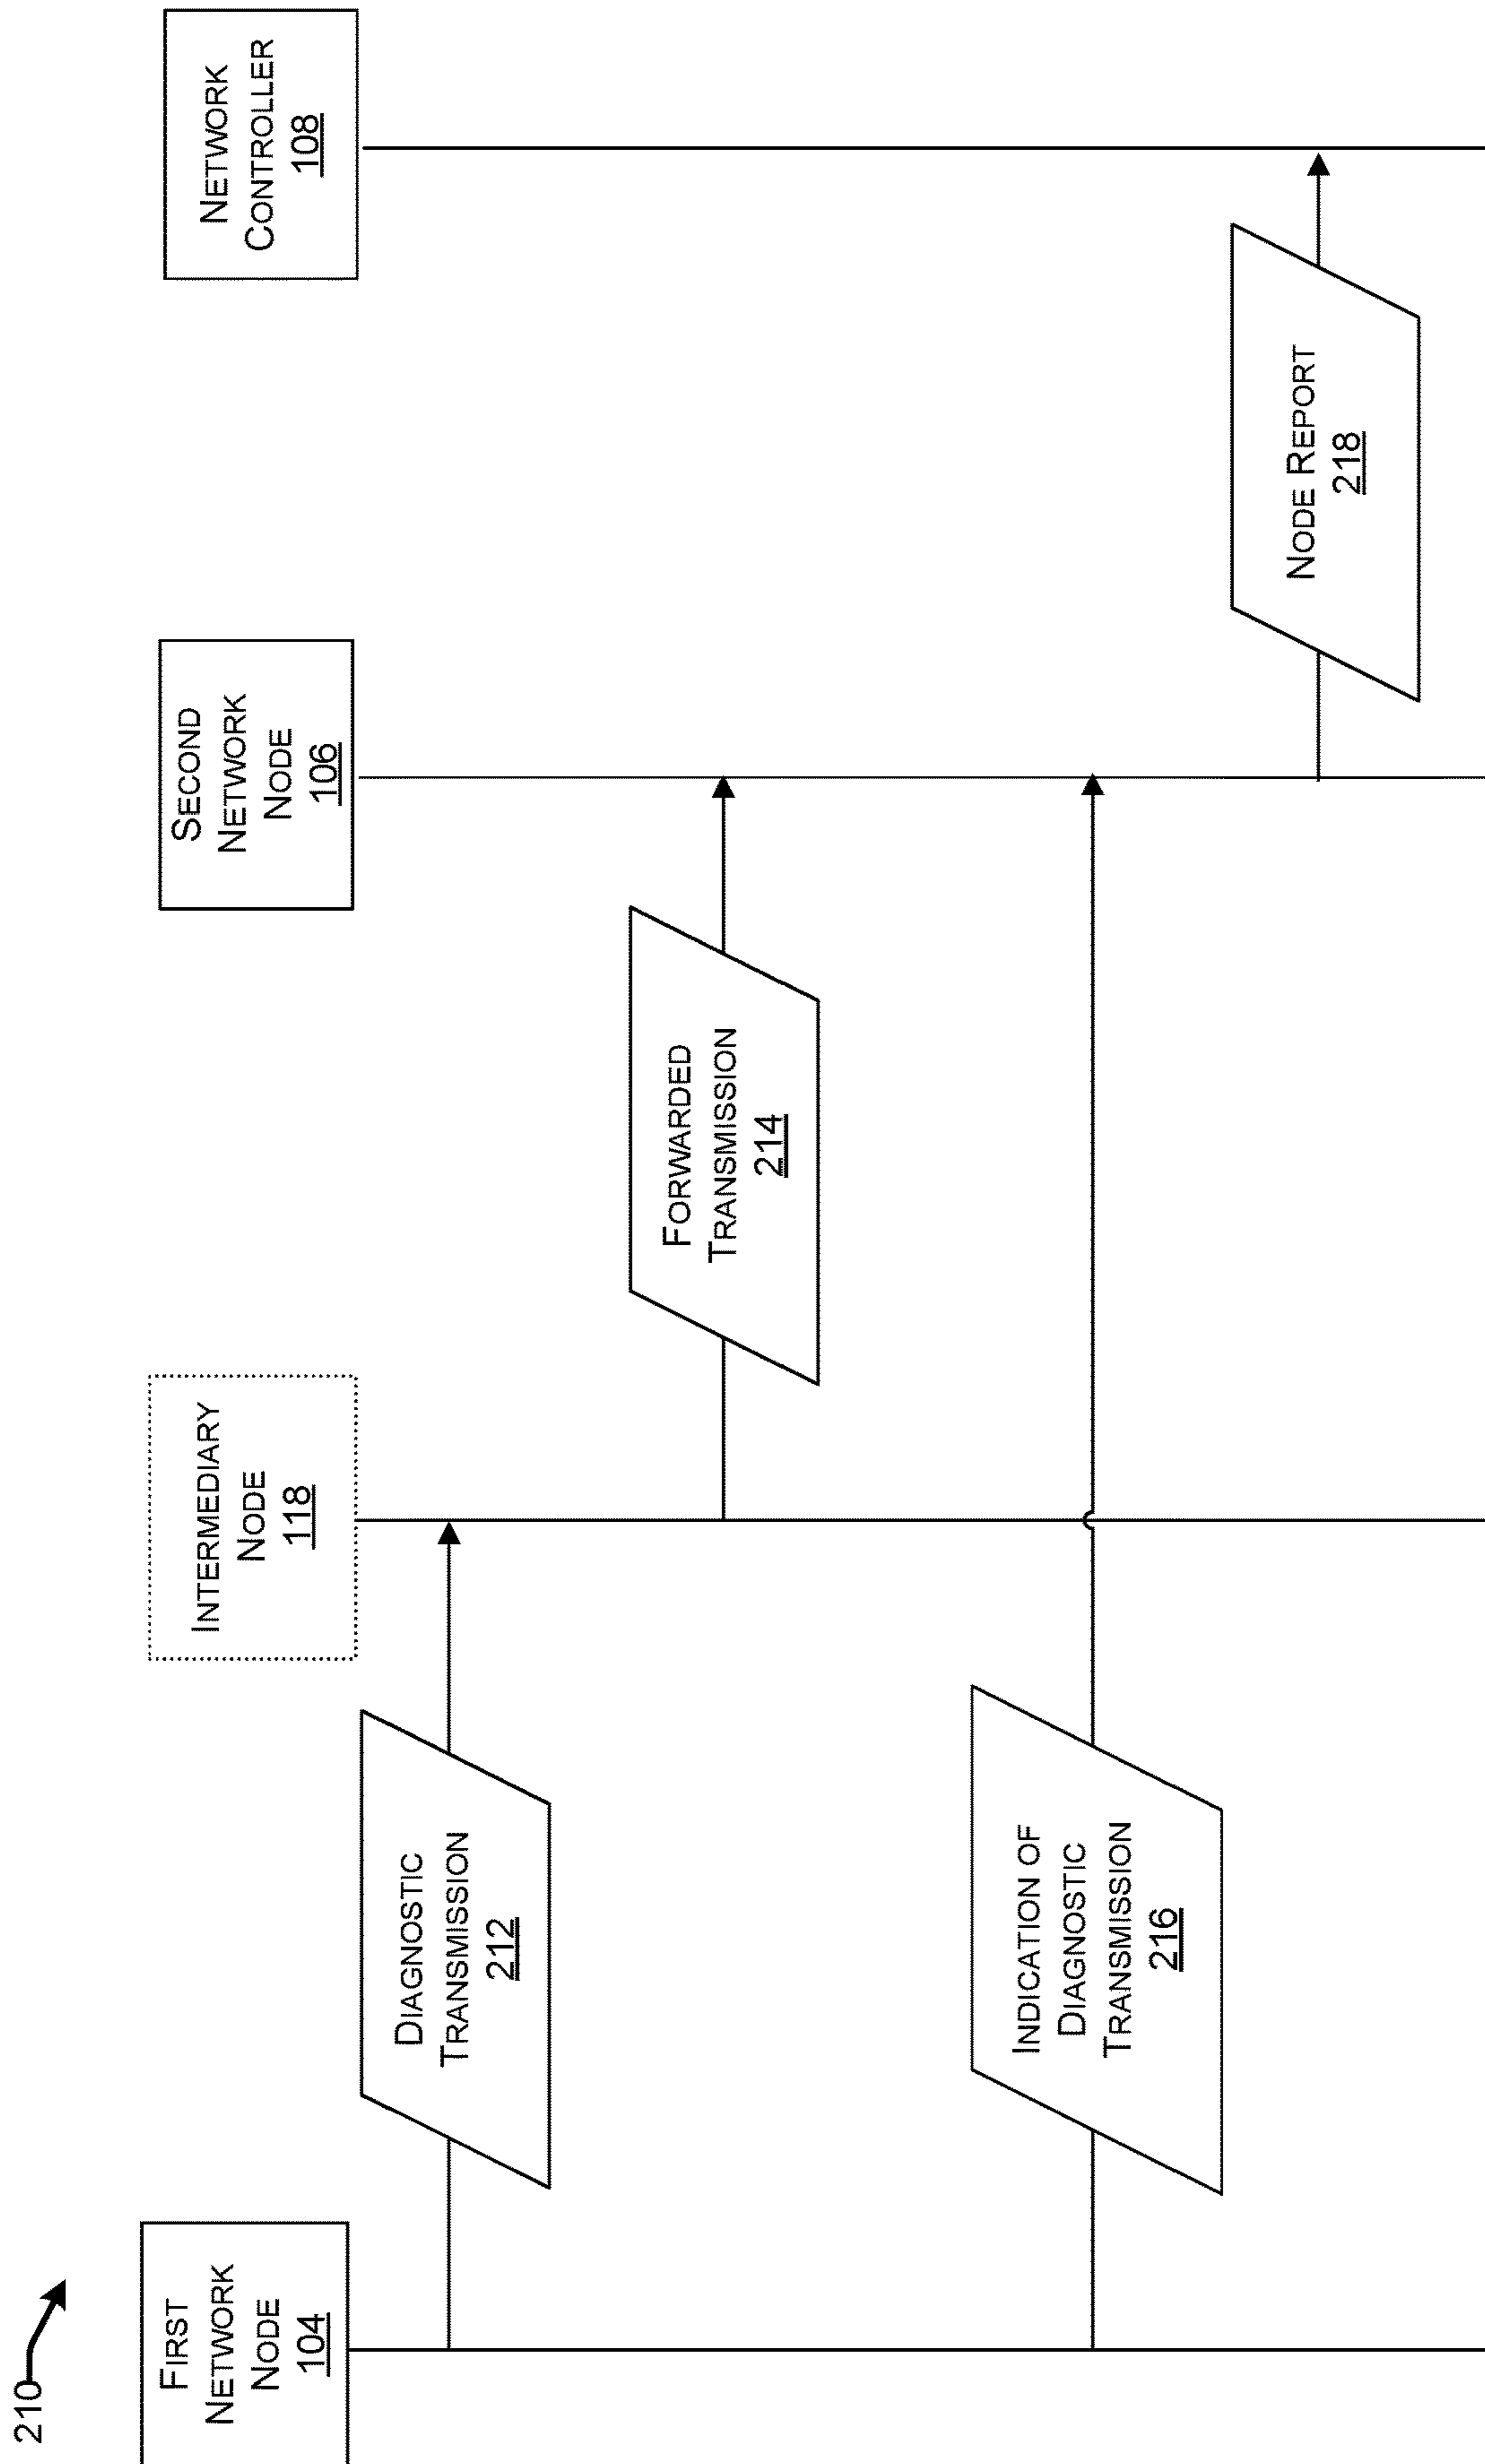 210
FIRST
NETWORK
NODE
104
INTERMEDIARY
NODE
118
SECOND
NETWORK
NODE
106
NETWORK
CONTROLLER
108
DIAGNOSTIC
TRANSMISSION
212
FORWARDED
TRANSMISSION
214
INDICATION OF
DIAGNOSTIC
TRANSMISSION
216
NODE REPORT
218